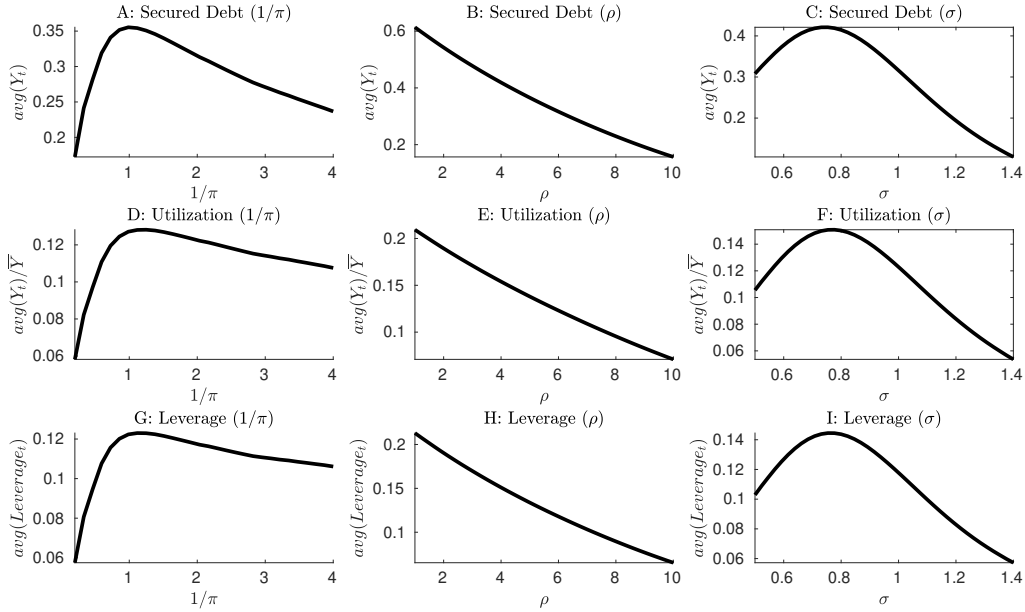 A: Secured Debt (1/π)
B: Secured Debt (ρ)
C: Secured Debt (σ)
avg(Y_t)
0.35
0.3
0.25
0.2
1
2
3
4
1/π
avg(Y_t)
0.6
0.4
0.2
2
4
6
8
10
ρ
avg(Y_t)
0.4
0.3
0.2
0.6
0.8
1
1.2
1.4
σ
D: Utilization (1/π)
E: Utilization (ρ)
F: Utilization (σ)
avg(Y_t)/Y̅
0.12
0.1
0.08
0.06
1
2
3
4
1/π
avg(Y_t)/Y̅
0.2
0.15
0.1
2
4
6
8
10
ρ
avg(Y_t)/Y̅
0.14
0.12
0.1
0.08
0.06
0.6
0.8
1
1.2
1.4
σ
G: Leverage (1/π)
H: Leverage (ρ)
I: Leverage (σ)
avg(Leverage_t)
0.12
0.1
0.08
0.06
1
2
3
4
1/π
avg(Leverage_t)
0.2
0.15
0.1
2
4
6
8
10
ρ
avg(Leverage_t)
0.14
0.12
0.1
0.08
0.06
0.6
0.8
1
1.2
1.4
σ